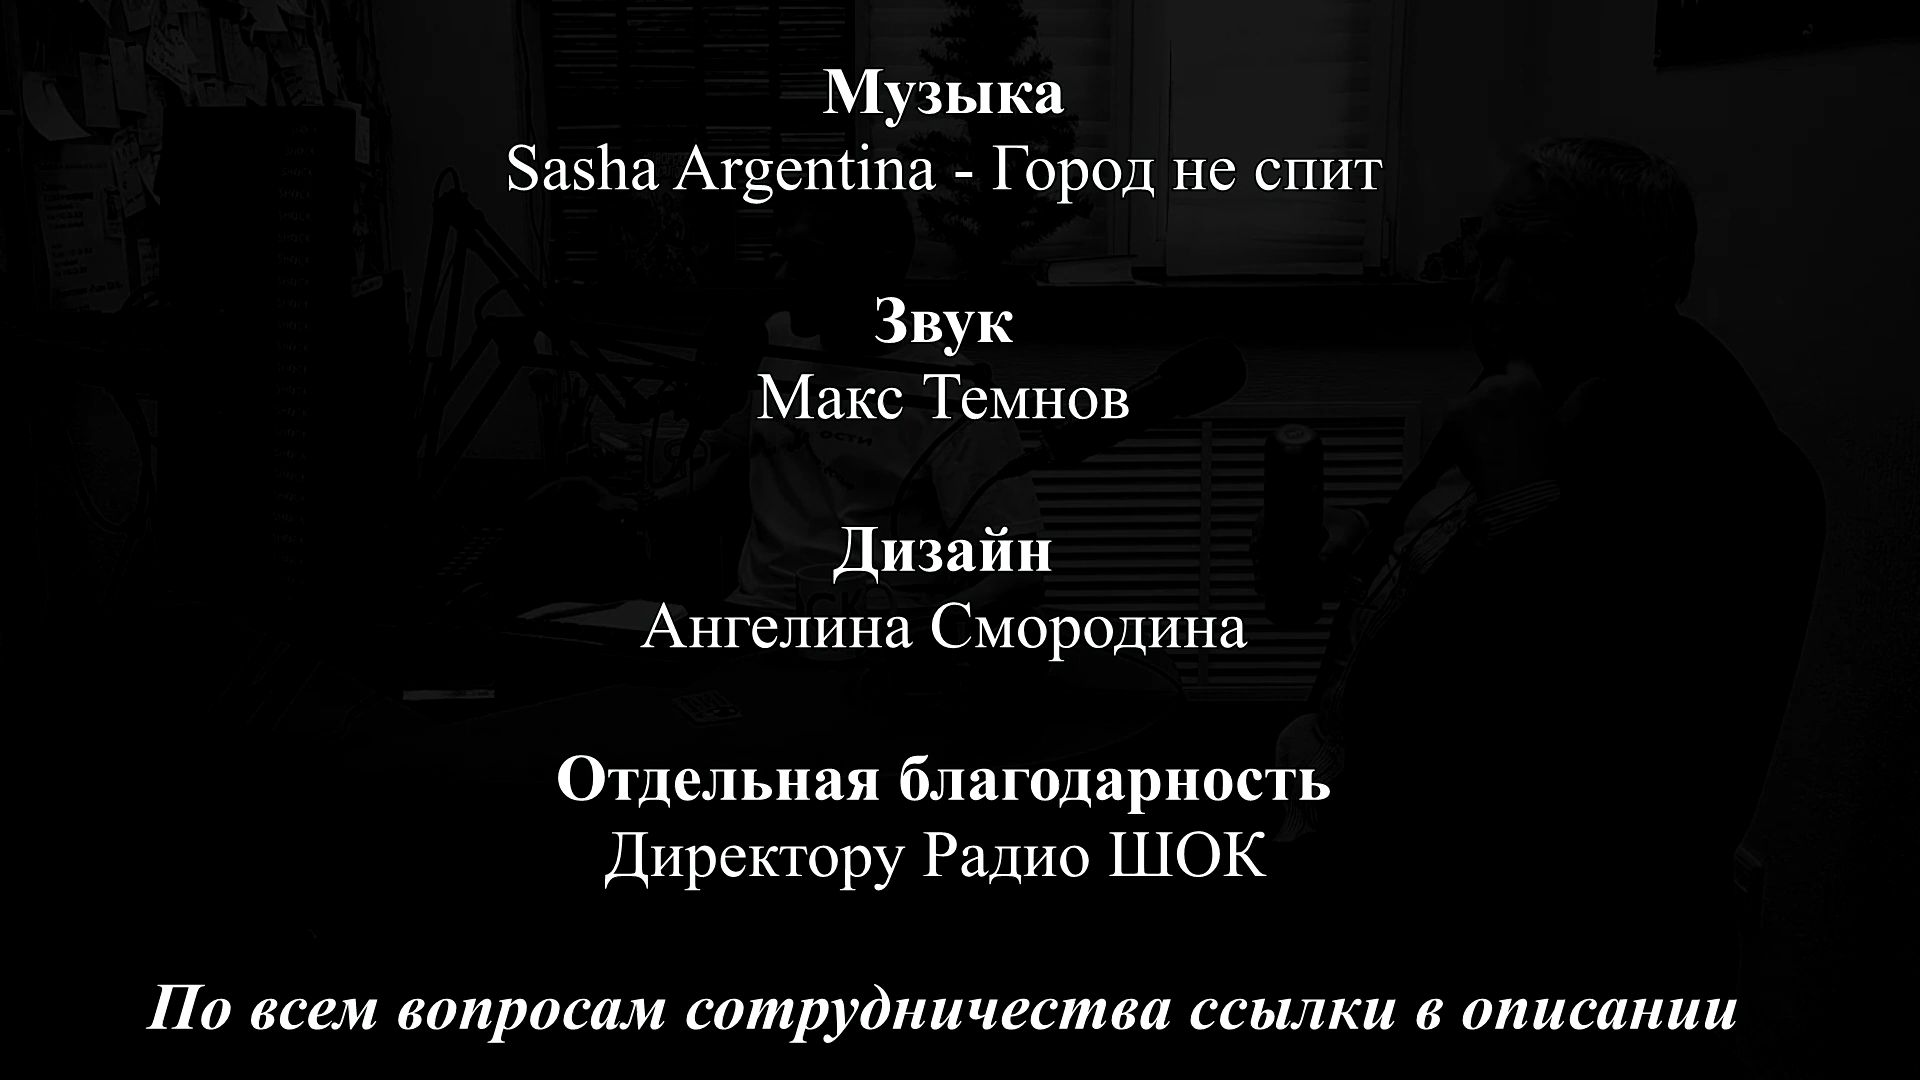 Музыка
Sasha Argentina - Город не спит
Звук
Макс Темнов
Дизайн
Ангелина Смородина
Отдельная благодарность
Директору Радио ШОК
По всем вопросам сотрудничества ссылки в описании